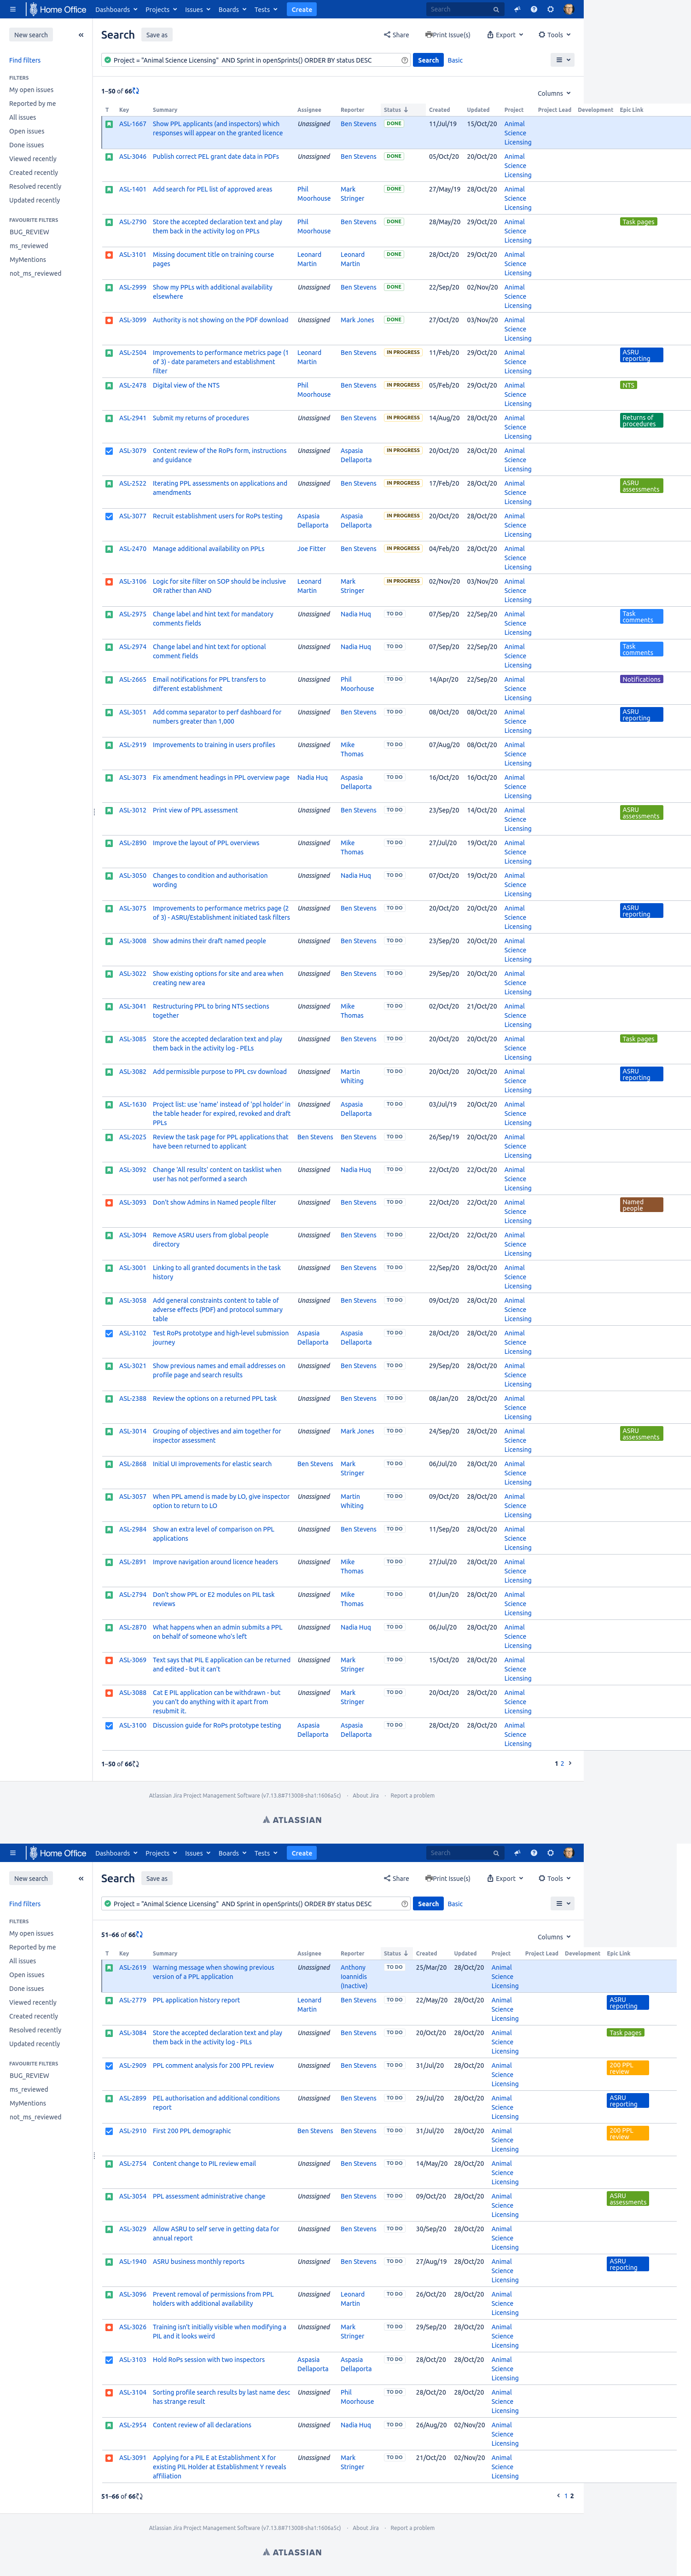 Home Office Dashboards Projects Issues Boards Tests Create Search
New search
Find filters
FILTERS
My open issues
Reported by me
All issues
Open issues
Done issues
Viewed recently
Created recently
Resolved recently
Updated recently
FAVOURITE FILTERS
BUG_REVIEW
ms_reviewed
MyMentions
not_ms_reviewed
Search Save as Share Print Issue(s) Export Tools
Project = "Animal Science Licensing" AND Sprint in openSprints() ORDER BY status DESC Search Basic
1–50 of 66 Columns
T Key Summary Assignee Reporter Status Created Updated Project Project Lead Development Epic Link
ASL-1667 Show PPL applicants (and inspectors) which Unassigned Ben Stevens DONE 11/Jul/19 15/Oct/20 Animal
responses will appear on the granted licence Science
Licensing
ASL-3046 Publish correct PEL grant date data in PDFs Unassigned Ben Stevens DONE 05/Oct/20 20/Oct/20 Animal
Science
Licensing
ASL-1401 Add search for PEL list of approved areas Phil Mark DONE 27/May/19 28/Oct/20 Animal
Moorhouse Stringer Science
Licensing
ASL-2790 Store the accepted declaration text and play Phil Ben Stevens DONE 28/May/20 29/Oct/20 Animal Task pages
them back in the activity log on PPLs Moorhouse Science
Licensing
ASL-3101 Missing document title on training course Leonard Leonard DONE 28/Oct/20 29/Oct/20 Animal
pages Martin Martin Science
Licensing
ASL-2999 Show my PPLs with additional availability Unassigned Ben Stevens DONE 22/Sep/20 02/Nov/20 Animal
elsewhere Science
Licensing
ASL-3099 Authority is not showing on the PDF download Unassigned Mark Jones DONE 27/Oct/20 03/Nov/20 Animal
Science
Licensing
ASL-2504 Improvements to performance metrics page (1 Leonard Ben Stevens IN PROGRESS 11/Feb/20 29/Oct/20 Animal ASRU
of 3) - date parameters and establishment Martin Science reporting
filter Licensing
ASL-2478 Digital view of the NTS Phil Ben Stevens IN PROGRESS 05/Feb/20 29/Oct/20 Animal NTS
Moorhouse Science
Licensing
ASL-2941 Submit my returns of procedures Unassigned Ben Stevens IN PROGRESS 14/Aug/20 28/Oct/20 Animal Returns of
Science procedures
Licensing
ASL-3079 Content review of the RoPs form, instructions Unassigned Aspasia IN PROGRESS 20/Oct/20 28/Oct/20 Animal
and guidance Dellaporta Science
Licensing
ASL-2522 Iterating PPL assessments on applications and Unassigned Ben Stevens IN PROGRESS 17/Feb/20 28/Oct/20 Animal ASRU
amendments Science assessments
Licensing
ASL-3077 Recruit establishment users for RoPs testing Aspasia Aspasia IN PROGRESS 20/Oct/20 28/Oct/20 Animal
Dellaporta Dellaporta Science
Licensing
ASL-2470 Manage additional availability on PPLs Joe Fitter Ben Stevens IN PROGRESS 04/Feb/20 28/Oct/20 Animal
Science
Licensing
ASL-3106 Logic for site filter on SOP should be inclusive Leonard Mark IN PROGRESS 02/Nov/20 03/Nov/20 Animal
OR rather than AND Martin Stringer Science
Licensing
ASL-2975 Change label and hint text for mandatory Unassigned Nadia Huq TO DO 07/Sep/20 22/Sep/20 Animal Task
comments fields Science comments
Licensing
ASL-2974 Change label and hint text for optional Unassigned Nadia Huq TO DO 07/Sep/20 22/Sep/20 Animal Task
comment fields Science comments
Licensing
ASL-2665 Email notifications for PPL transfers to Unassigned Phil TO DO 14/Apr/20 22/Sep/20 Animal Notifications
different establishment Moorhouse Science
Licensing
ASL-3051 Add comma separator to perf dashboard for Unassigned Ben Stevens TO DO 08/Oct/20 08/Oct/20 Animal ASRU
numbers greater than 1,000 Science reporting
Licensing
ASL-2919 Improvements to training in users profiles Unassigned Mike TO DO 07/Aug/20 08/Oct/20 Animal
Thomas Science
Licensing
ASL-3073 Fix amendment headings in PPL overview page Nadia Huq Aspasia TO DO 16/Oct/20 16/Oct/20 Animal
Dellaporta Science
Licensing
ASL-3012 Print view of PPL assessment Unassigned Ben Stevens TO DO 23/Sep/20 14/Oct/20 Animal ASRU
Science assessments
Licensing
ASL-2890 Improve the layout of PPL overviews Unassigned Mike TO DO 27/Jul/20 19/Oct/20 Animal
Thomas Science
Licensing
ASL-3050 Changes to condition and authorisation Unassigned Nadia Huq TO DO 07/Oct/20 19/Oct/20 Animal
wording Science
Licensing
ASL-3075 Improvements to performance metrics page (2 Unassigned Ben Stevens TO DO 20/Oct/20 20/Oct/20 Animal ASRU
of 3) - ASRU/Establishment initiated task filters Science reporting
Licensing
ASL-3008 Show admins their draft named people Unassigned Ben Stevens TO DO 23/Sep/20 20/Oct/20 Animal
Science
Licensing
ASL-3022 Show existing options for site and area when Unassigned Ben Stevens TO DO 29/Sep/20 20/Oct/20 Animal
creating new area Science
Licensing
ASL-3041 Restructuring PPL to bring NTS sections Unassigned Mike TO DO 02/Oct/20 21/Oct/20 Animal
together Thomas Science
Licensing
ASL-3085 Store the accepted declaration text and play Unassigned Ben Stevens TO DO 20/Oct/20 20/Oct/20 Animal Task pages
them back in the activity log - PELs Science
Licensing
ASL-3082 Add permissible purpose to PPL csv download Unassigned Martin TO DO 20/Oct/20 20/Oct/20 Animal ASRU
Whiting Science reporting
Licensing
ASL-1630 Project list: use 'name' instead of 'ppl holder' in Unassigned Aspasia TO DO 03/Jul/19 20/Oct/20 Animal
the table header for expired, revoked and draft Dellaporta Science
PPLs Licensing
ASL-2025 Review the task page for PPL applications that Ben Stevens Ben Stevens TO DO 26/Sep/19 20/Oct/20 Animal
have been returned to applicant Science
Licensing
ASL-3092 Change 'All results' content on tasklist when Unassigned Nadia Huq TO DO 22/Oct/20 22/Oct/20 Animal
user has not performed a search Science
Licensing
ASL-3093 Don't show Admins in Named people filter Unassigned Ben Stevens TO DO 22/Oct/20 22/Oct/20 Animal Named
Science people
Licensing
ASL-3094 Remove ASRU users from global people Unassigned Ben Stevens TO DO 22/Oct/20 22/Oct/20 Animal
directory Science
Licensing
ASL-3001 Linking to all granted documents in the task Unassigned Ben Stevens TO DO 22/Sep/20 28/Oct/20 Animal
history Science
Licensing
ASL-3058 Add general constraints content to table of Unassigned Ben Stevens TO DO 09/Oct/20 28/Oct/20 Animal
adverse effects (PDF) and protocol summary Science
table Licensing
ASL-3102 Test RoPs prototype and high-level submission Aspasia Aspasia TO DO 28/Oct/20 28/Oct/20 Animal
journey Dellaporta Dellaporta Science
Licensing
ASL-3021 Show previous names and email addresses on Unassigned Ben Stevens TO DO 29/Sep/20 28/Oct/20 Animal
profile page and search results Science
Licensing
ASL-2388 Review the options on a returned PPL task Unassigned Ben Stevens TO DO 08/Jan/20 28/Oct/20 Animal
Science
Licensing
ASL-3014 Grouping of objectives and aim together for Unassigned Mark Jones TO DO 24/Sep/20 28/Oct/20 Animal ASRU
inspector assessment Science assessments
Licensing
ASL-2868 Initial UI improvements for elastic search Ben Stevens Mark TO DO 06/Jul/20 28/Oct/20 Animal
Stringer Science
Licensing
ASL-3057 When PPL amend is made by LO, give inspector Unassigned Martin TO DO 09/Oct/20 28/Oct/20 Animal
option to return to LO Whiting Science
Licensing
ASL-2984 Show an extra level of comparison on PPL Unassigned Ben Stevens TO DO 11/Sep/20 28/Oct/20 Animal
applications Science
Licensing
ASL-2891 Improve navigation around licence headers Unassigned Mike TO DO 27/Jul/20 28/Oct/20 Animal
Thomas Science
Licensing
ASL-2794 Don't show PPL or E2 modules on PIL task Unassigned Mike TO DO 01/Jun/20 28/Oct/20 Animal
reviews Thomas Science
Licensing
ASL-2870 What happens when an admin submits a PPL Unassigned Nadia Huq TO DO 06/Jul/20 28/Oct/20 Animal
on behalf of someone who's left Science
Licensing
ASL-3069 Text says that PIL E application can be returned Unassigned Mark TO DO 15/Oct/20 28/Oct/20 Animal
and edited - but it can't Stringer Science
Licensing
ASL-3088 Cat E PIL application can be withdrawn - but Unassigned Mark TO DO 20/Oct/20 28/Oct/20 Animal
you can't do anything with it apart from Stringer Science
resubmit it. Licensing
ASL-3100 Discussion guide for RoPs prototype testing Aspasia Aspasia TO DO 28/Oct/20 28/Oct/20 Animal
Dellaporta Dellaporta Science
Licensing
1–50 of 66 1 2
Atlassian Jira Project Management Software (v7.13.8#713008-sha1:1606a5c) · About Jira · Report a problem
ATLASSIAN
Home Office Dashboards Projects Issues Boards Tests Create Search
New search
Find filters
FILTERS
My open issues
Reported by me
All issues
Open issues
Done issues
Viewed recently
Created recently
Resolved recently
Updated recently
FAVOURITE FILTERS
BUG_REVIEW
ms_reviewed
MyMentions
not_ms_reviewed
Search Save as Share Print Issue(s) Export Tools
Project = "Animal Science Licensing" AND Sprint in openSprints() ORDER BY status DESC Search Basic
51–66 of 66 Columns
T Key Summary Assignee Reporter Status Created Updated Project Project Lead Development Epic Link
ASL-2619 Warning message when showing previous Unassigned Anthony TO DO 25/Mar/20 28/Oct/20 Animal
version of a PPL application Ioannidis Science
(Inactive) Licensing
ASL-2779 PPL application history report Leonard Ben Stevens TO DO 22/May/20 28/Oct/20 Animal ASRU
Martin Science reporting
Licensing
ASL-3084 Store the accepted declaration text and play Unassigned Ben Stevens TO DO 20/Oct/20 28/Oct/20 Animal Task pages
them back in the activity log - PILs Science
Licensing
ASL-2909 PPL comment analysis for 200 PPL review Unassigned Ben Stevens TO DO 31/Jul/20 28/Oct/20 Animal 200 PPL
Science review
Licensing
ASL-2899 PEL authorisation and additional conditions Unassigned Ben Stevens TO DO 29/Jul/20 28/Oct/20 Animal ASRU
report Science reporting
Licensing
ASL-2910 First 200 PPL demographic Ben Stevens Ben Stevens TO DO 31/Jul/20 28/Oct/20 Animal 200 PPL
Science review
Licensing
ASL-2754 Content change to PIL review email Unassigned Ben Stevens TO DO 14/May/20 28/Oct/20 Animal
Science
Licensing
ASL-3054 PPL assessment administrative change Unassigned Ben Stevens TO DO 09/Oct/20 28/Oct/20 Animal ASRU
Science assessments
Licensing
ASL-3029 Allow ASRU to self serve in getting data for Unassigned Ben Stevens TO DO 30/Sep/20 28/Oct/20 Animal
annual report Science
Licensing
ASL-1940 ASRU business monthly reports Unassigned Ben Stevens TO DO 27/Aug/19 28/Oct/20 Animal ASRU
Science reporting
Licensing
ASL-3096 Prevent removal of permissions from PPL Unassigned Leonard TO DO 26/Oct/20 28/Oct/20 Animal
holders with additional availability Martin Science
Licensing
ASL-3026 Training isn't initially visible when modifying a Unassigned Mark TO DO 29/Sep/20 28/Oct/20 Animal
PIL and it looks weird Stringer Science
Licensing
ASL-3103 Hold RoPs session with two inspectors Aspasia Aspasia TO DO 28/Oct/20 28/Oct/20 Animal
Dellaporta Dellaporta Science
Licensing
ASL-3104 Sorting profile search results by last name desc Unassigned Phil TO DO 28/Oct/20 28/Oct/20 Animal
has strange result Moorhouse Science
Licensing
ASL-2954 Content review of all declarations Unassigned Nadia Huq TO DO 26/Aug/20 02/Nov/20 Animal
Science
Licensing
ASL-3091 Applying for a PIL E at Establishment X for Unassigned Mark TO DO 21/Oct/20 02/Nov/20 Animal
existing PIL Holder at Establishment Y reveals Stringer Science
affiliation Licensing
51–66 of 66 1 2
Atlassian Jira Project Management Software (v7.13.8#713008-sha1:1606a5c) · About Jira · Report a problem
ATLASSIAN